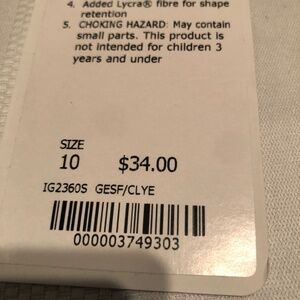 4. Added Lycra® fibre for shape
retention
5. CHOKING HAZARD: May contain
small parts. This product is
not intended for children 3
years and under
SIZE
10 $34.00
IG2360S GESF/CLYE
000003749303